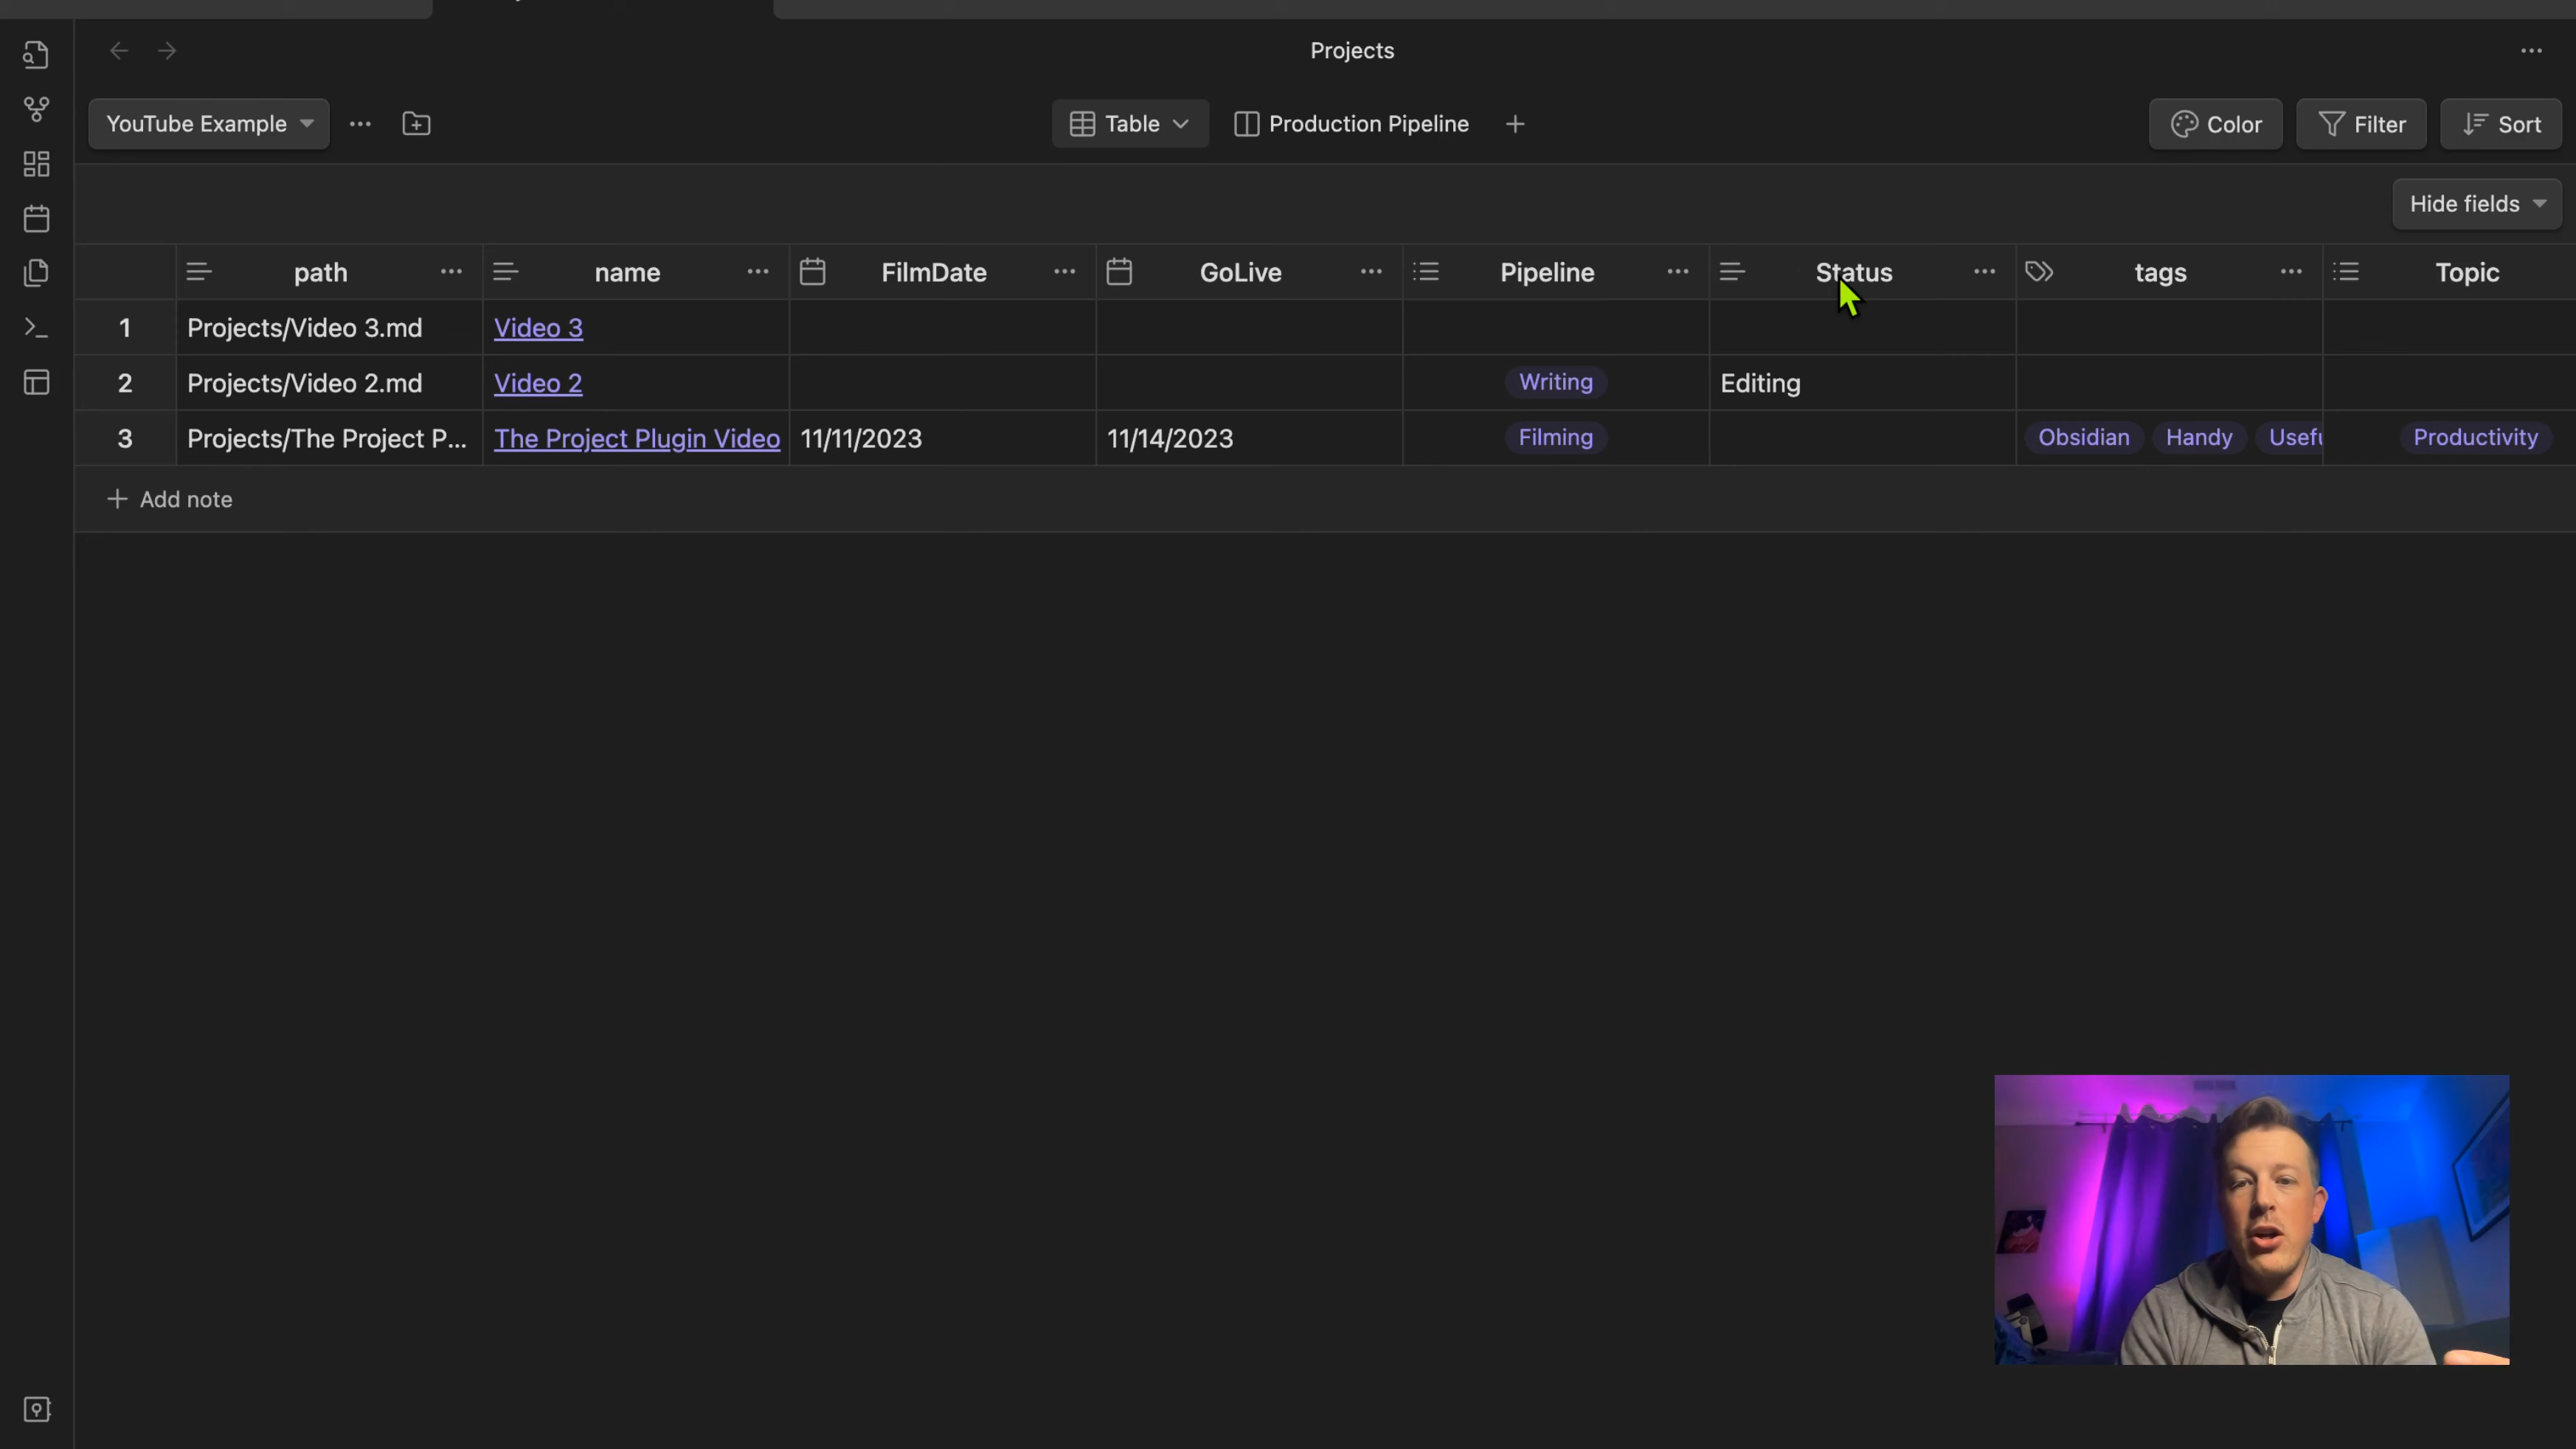 Projects
YouTube Example
Table
Production Pipeline
Color
Filter
Sort
Hide fields
path name FilmDate GoLive Pipeline Status tags Topic
1 Projects/Video 3.md Video 3
2 Projects/Video 2.md Video 2 Writing Editing
3 Projects/The Project P... The Project Plugin Video 11/11/2023 11/14/2023 Filming Obsidian Handy Productivity
Add note